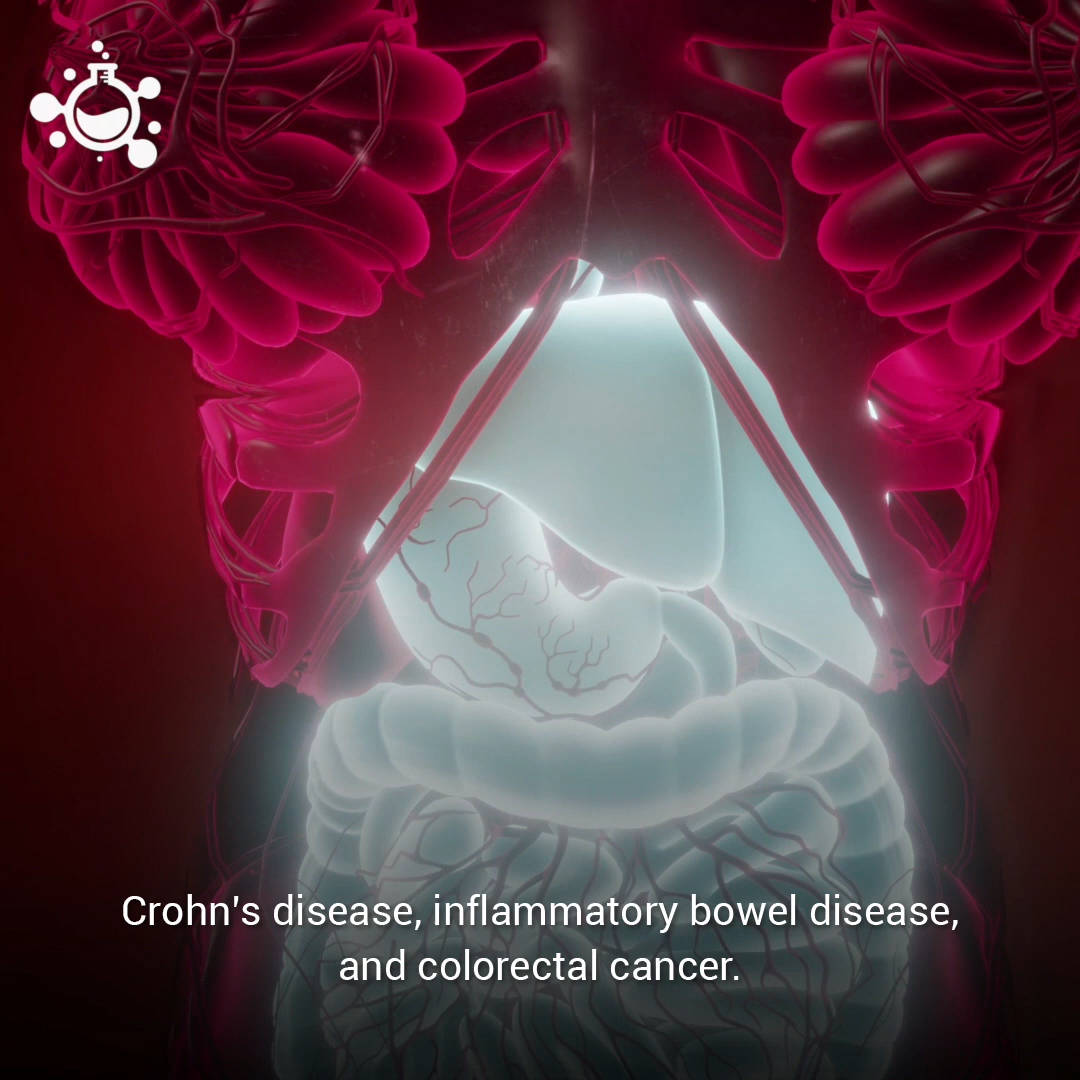 Crohn's disease, inflammatory bowel disease,
and colorectal cancer.